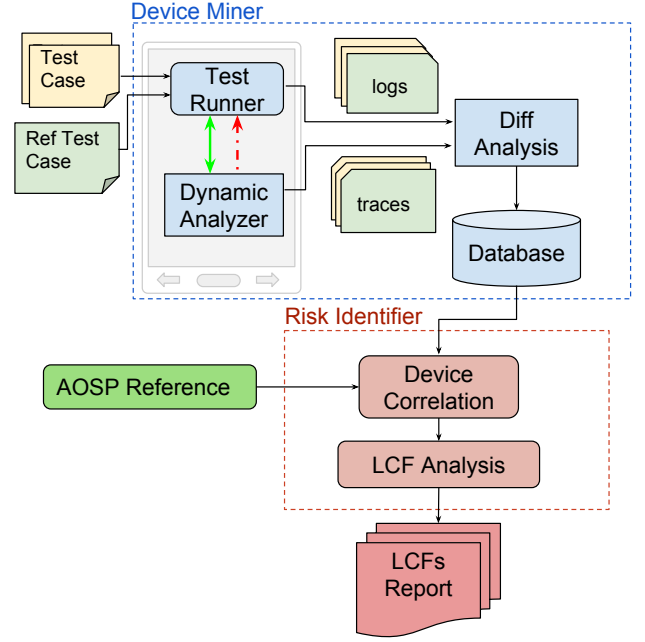 Device Miner
Test
Case
Ref Test
Case
Test
Runner
Dynamic
Analyzer
logs
traces
Diff
Analysis
Database
Risk Identifier
AOSP Reference
Device
Correlation
LCF Analysis
LCFs
Report